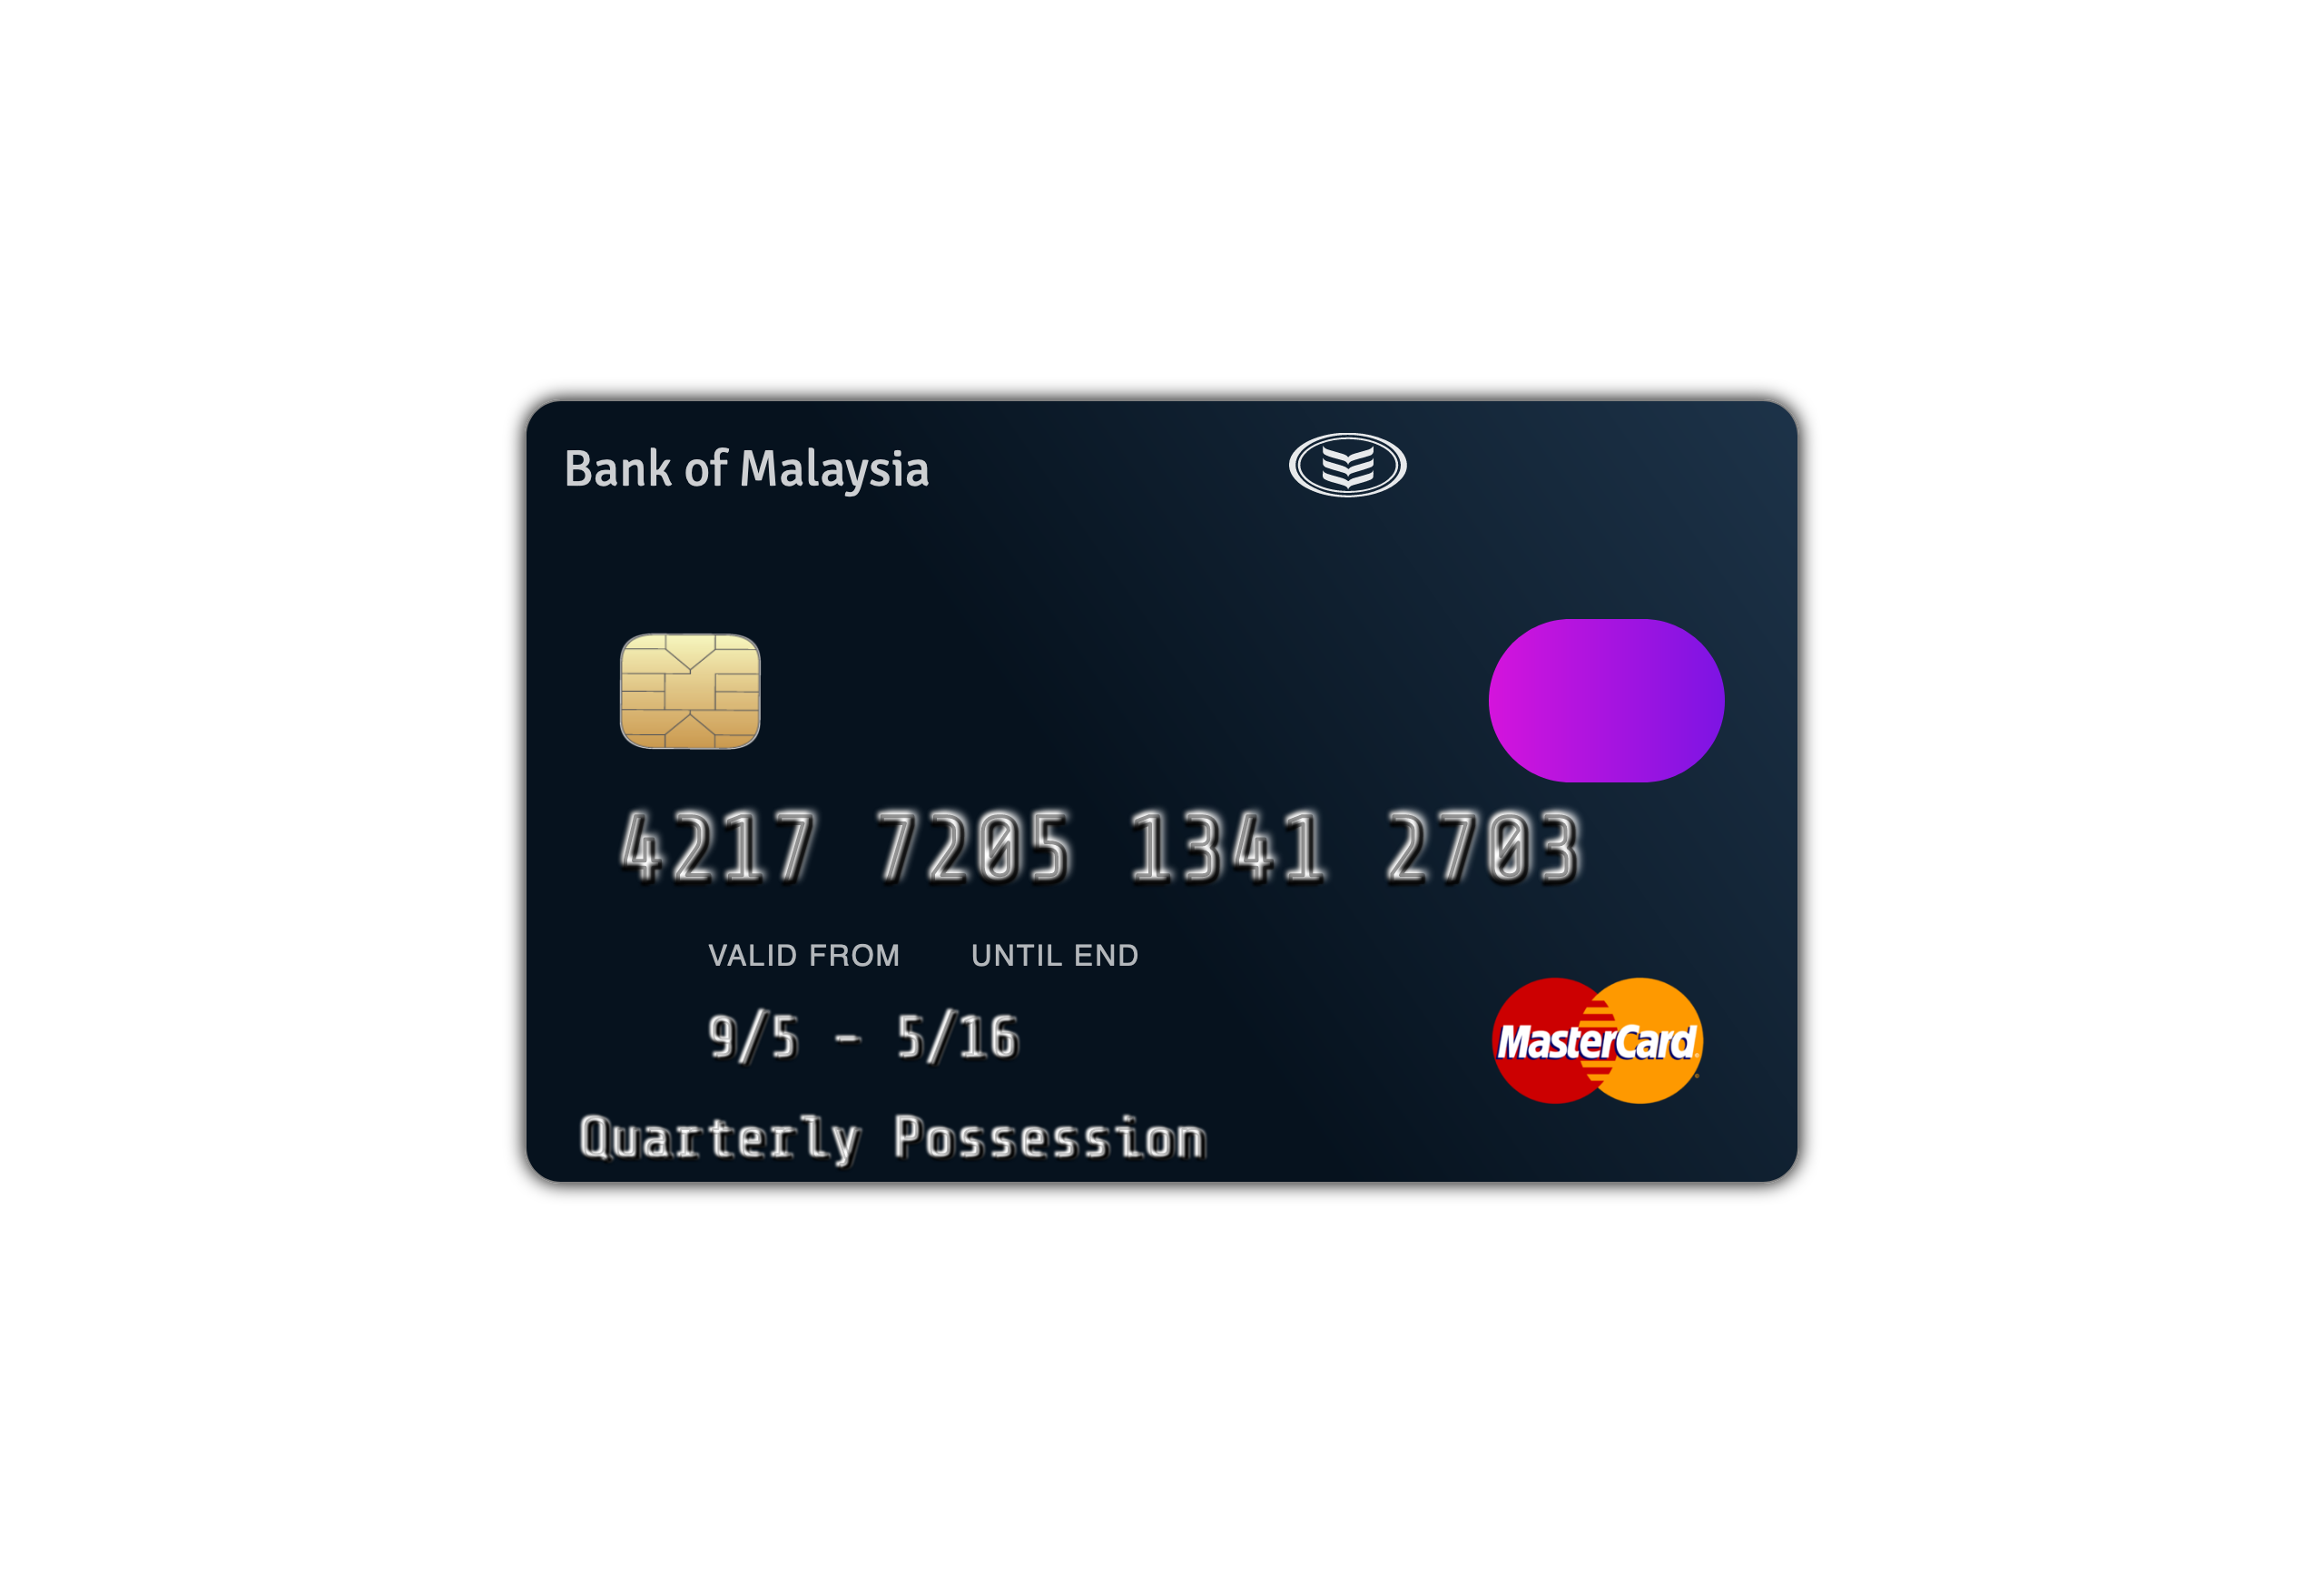 Bank of Malaysia
4217 7205 1341 2703
VALID FROM UNTIL END
9/5 - 5/16
MasterCard
Quarterly Possession